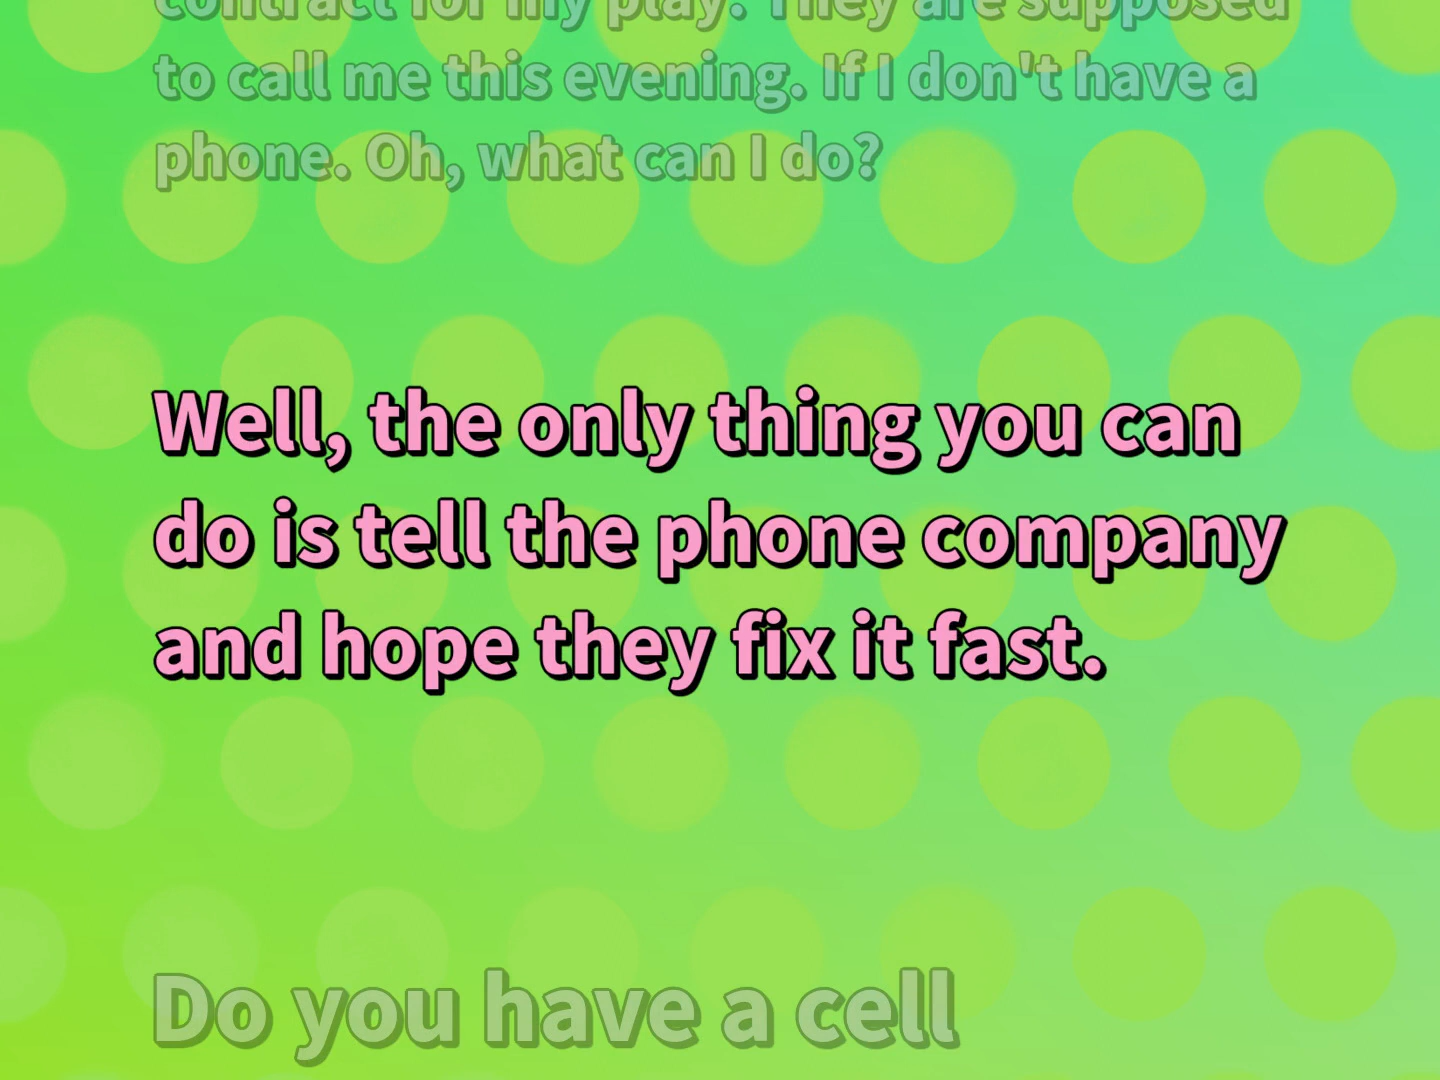 contract for my play. They are supposed
to call me this evening. If I don't have a
phone. Oh, what can I do?
Well, the only thing you can
do is tell the phone company
and hope they fix it fast.
Do you have a cell